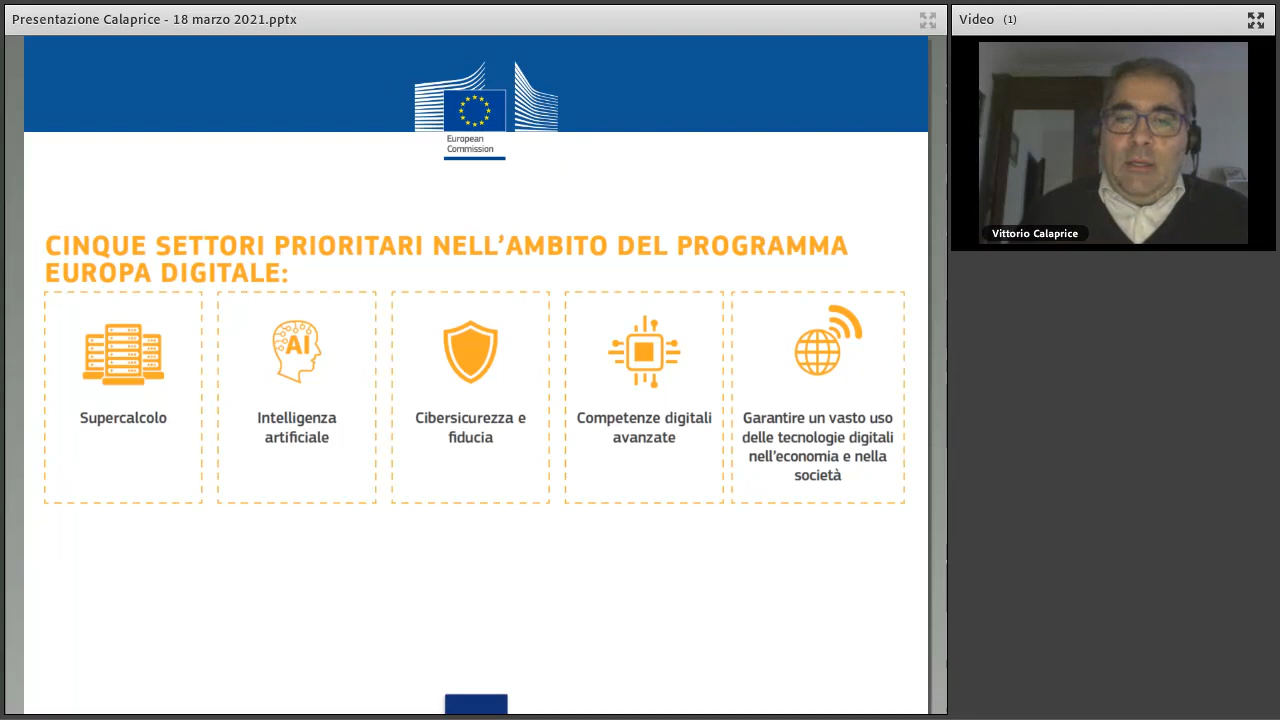 Presentazione Calaprice - 18 marzo 2021.pptx
Video (1)
European
Commission
Vittorio Calaprice
CINQUE SETTORI PRIORITARI NELL'AMBITO DEL PROGRAMMA
EUROPA DIGITALE:
AI
Supercalcolo
Intelligenza
artificiale
Cibersicurezza e
fiducia
Competenze digitali
avanzate
Garantire un vasto uso
delle tecnologie digitali
nell'economia e nella
società